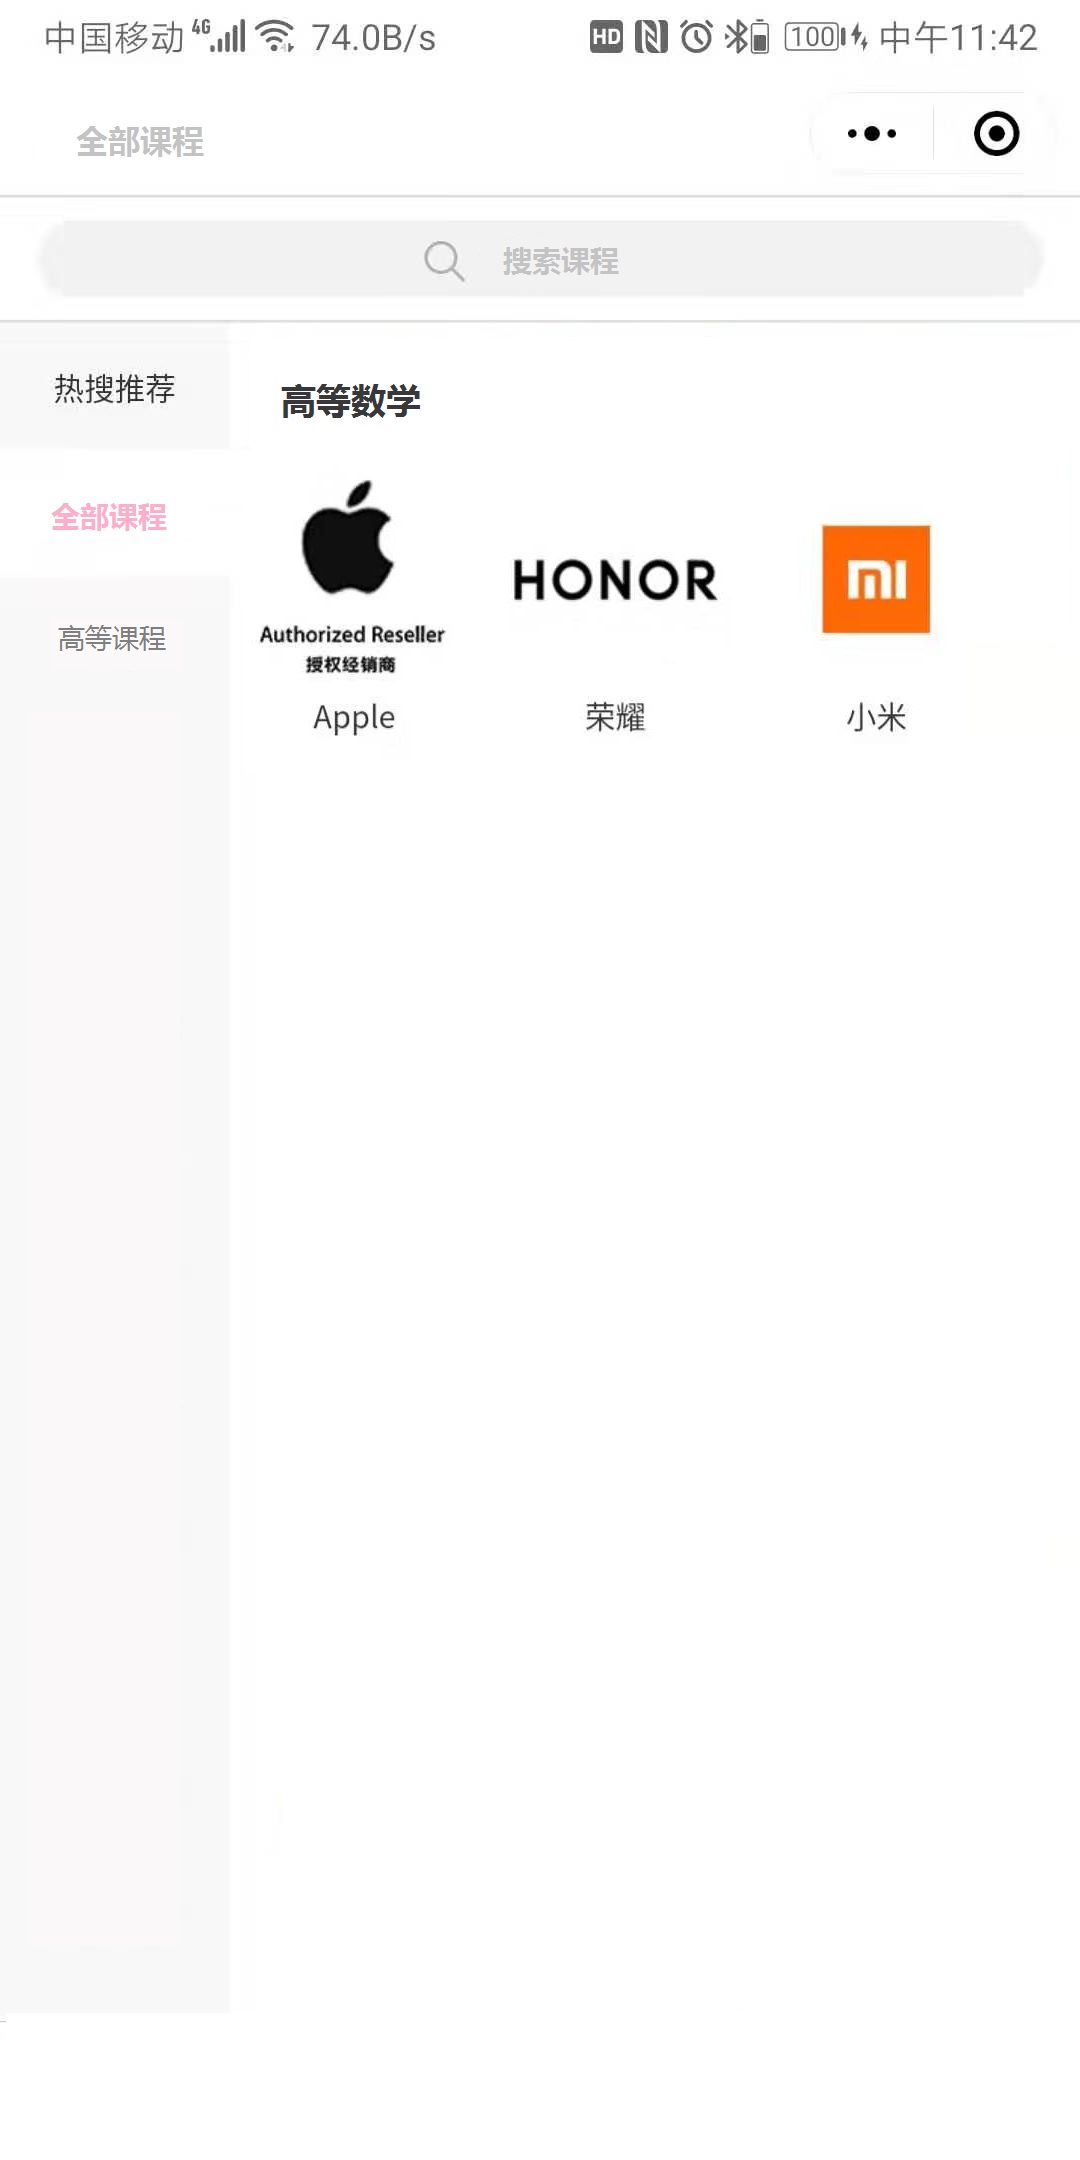 中国移动 4G 74.0B/s HD 100 中午11:42
全部课程
搜索课程
热搜推荐
全部课程
高等课程
高等数学
Authorized Reseller
授权经销商
HONOR
mi
Apple
荣耀
小米